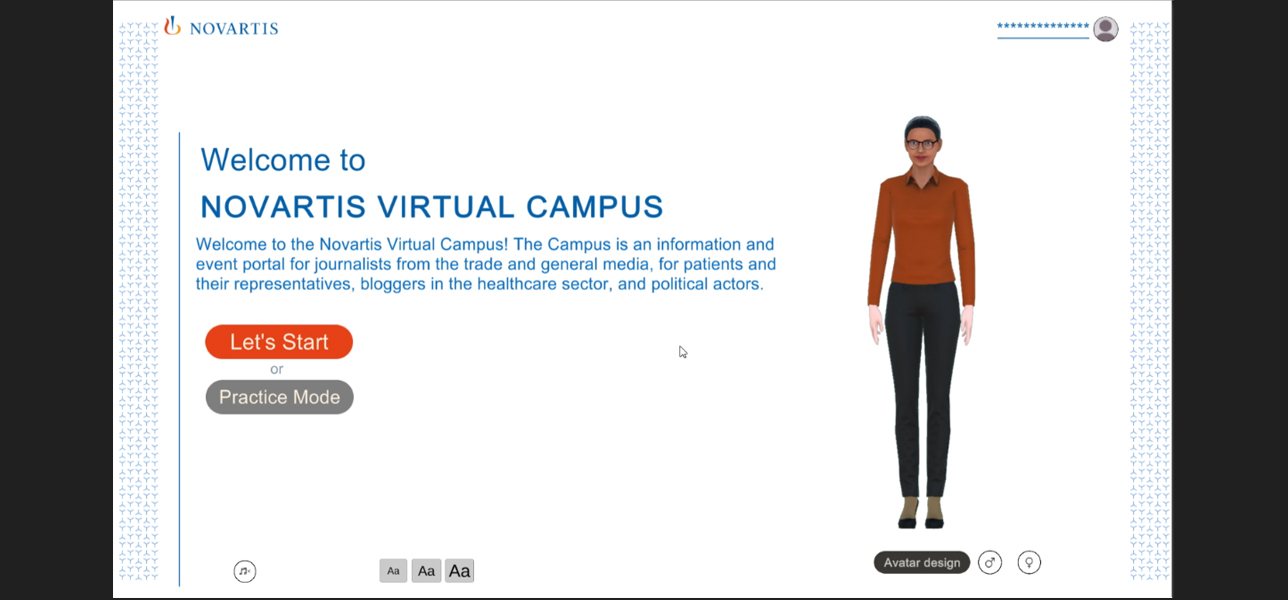 NOVARTIS
**************
Welcome to
NOVARTIS VIRTUAL CAMPUS
Welcome to the Novartis Virtual Campus! The Campus is an information and
event portal for journalists from the trade and general media, for patients and
their representatives, bloggers in the healthcare sector, and political actors.
Let's Start
or
Practice Mode
Aa Aa Aa
Avatar design